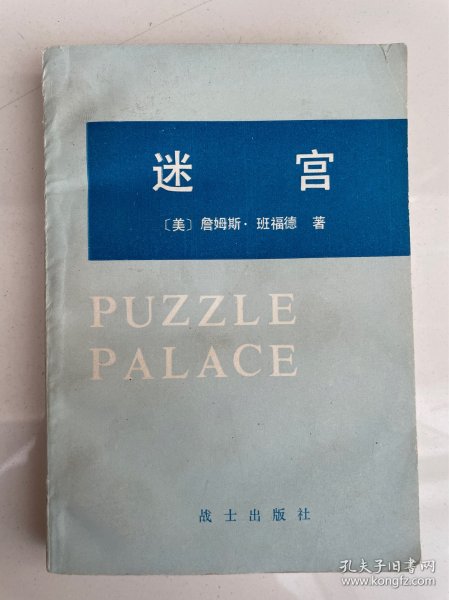 迷宫
〔美〕詹姆斯·班福德 著
PUZZLE
PALACE
战士出版社
孔夫子旧书网
www.kongfz.com